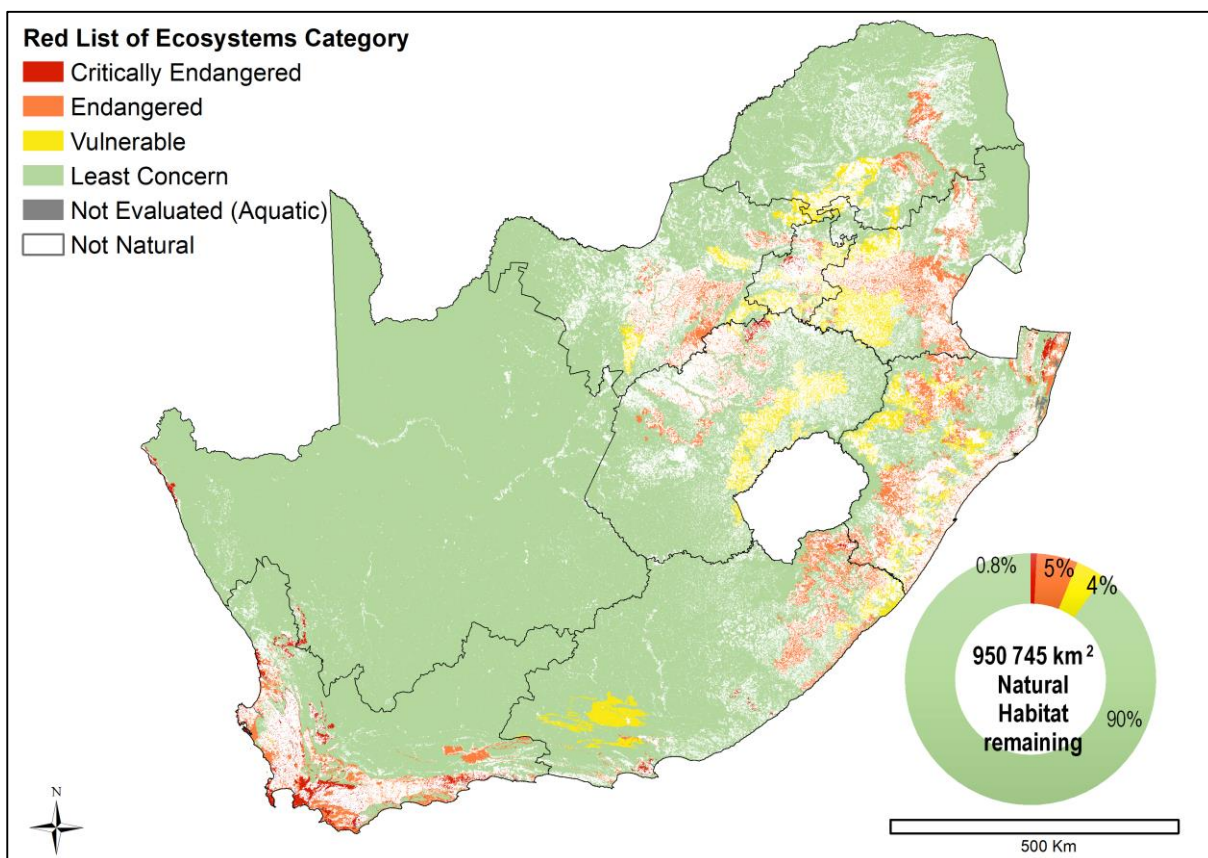 Red List of Ecosystems Category
Critically Endangered
Endangered
Vulnerable
Least Concern
Not Evaluated (Aquatic)
Not Natural
0.8%
5%
4%
950 745 km²
Natural
Habitat
remaining
90%
N
500 Km